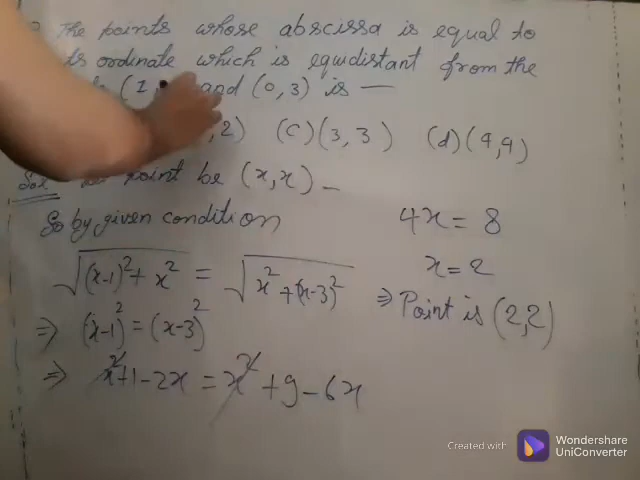 The points whose abscissa is equal to
ordinate which is equidistant from the
(1, and (0,3) is —
,2) (c) (3,3) (d) (4,4)
Sol point be (x,x) –
So by given condition
√(x-1)²+x² = √x²+(x-3)²
⇒ (x-1)² = (x-3)²
⇒ x²+1-2x = x²+9-6x
4x = 8
x = 2
⇒ Point is (2,2)
Created with Wondershare UniConverter